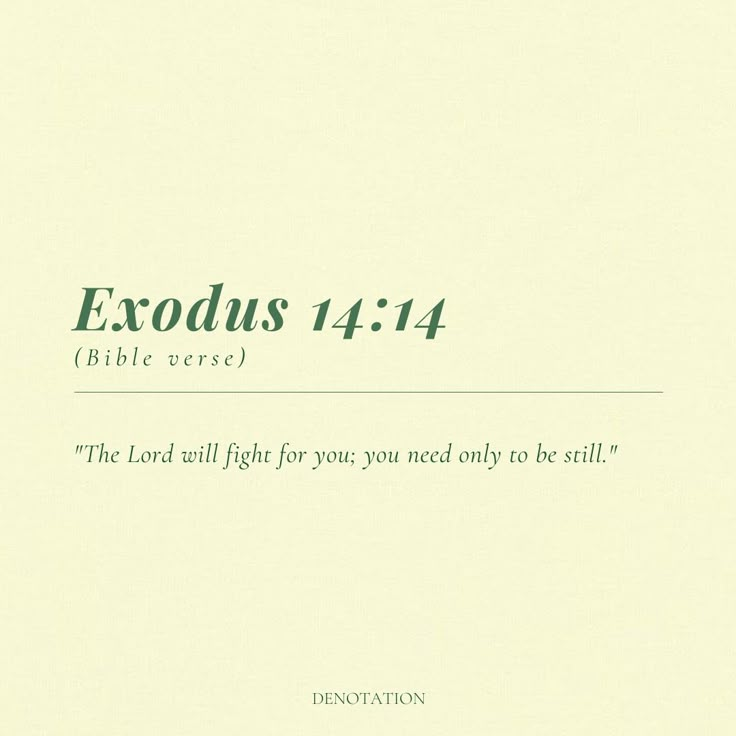 Exodus 14:14
(Bible verse)
"The Lord will fight for you; you need only to be still."
DENOTATION